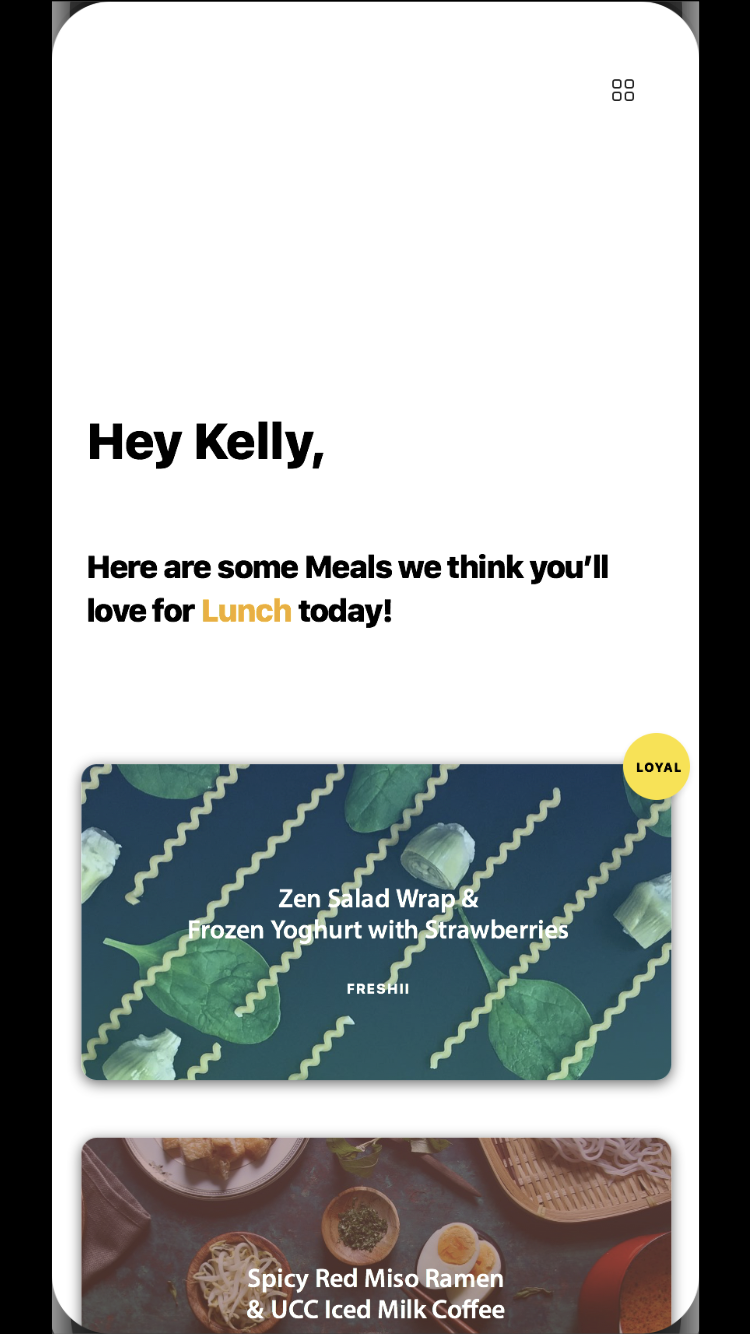 Hey Kelly,
Here are some Meals we think you’ll
love for Lunch today!
LOYAL
Zen Salad Wrap &
Frozen Yoghurt with Strawberries
FRESHII
Spicy Red Miso Ramen
& UCC Iced Milk Coffee